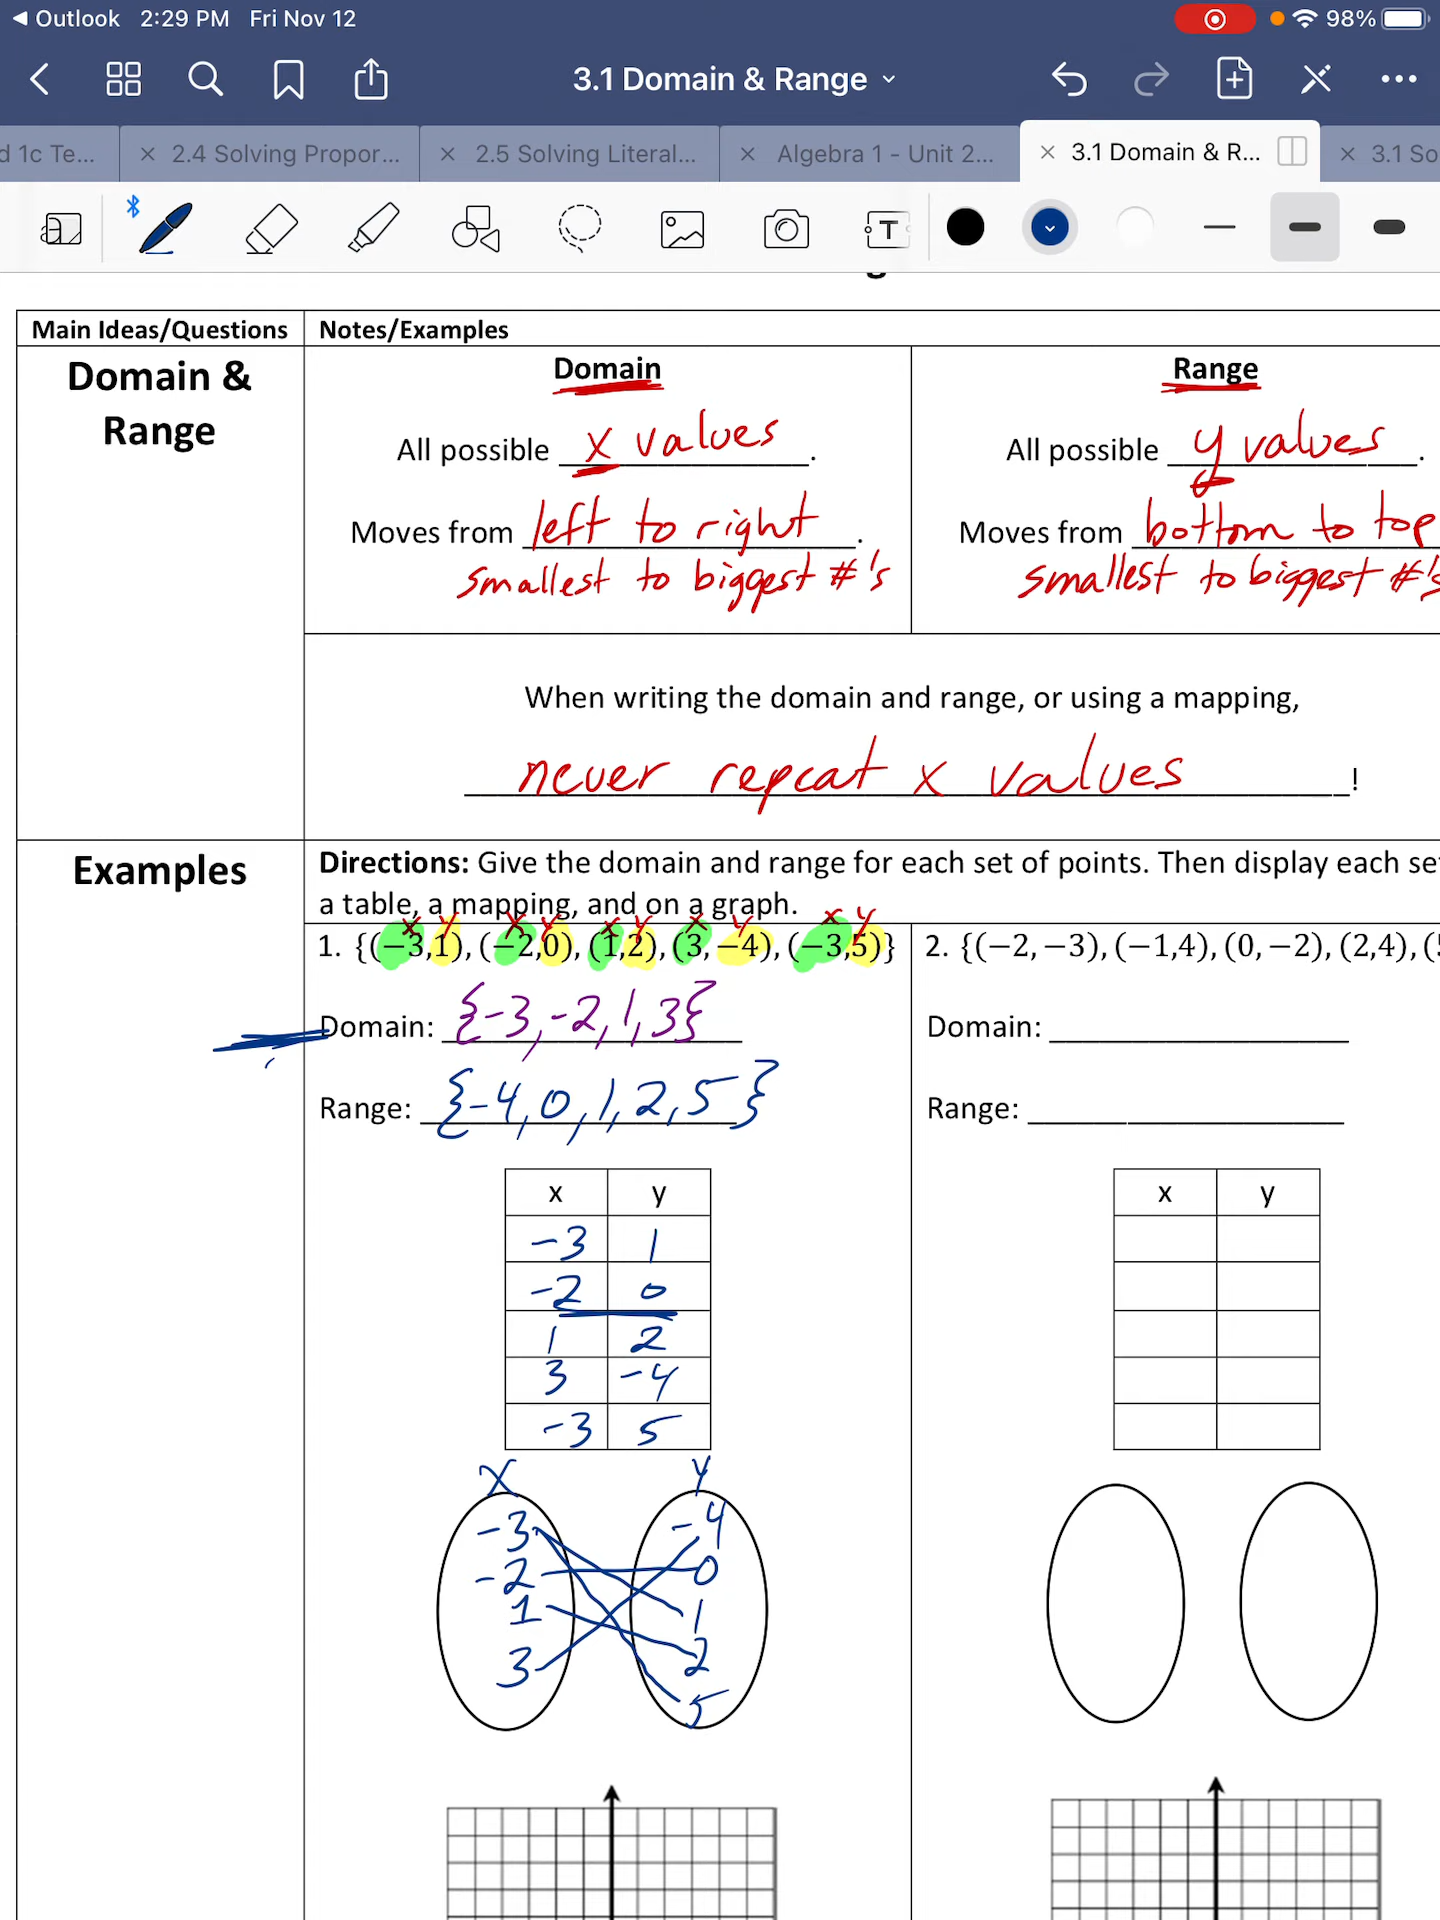 Outlook 2:29 PM Fri Nov 12 98%
3.1 Domain & Range
d 1c Te... × 2.4 Solving Propor... × 2.5 Solving Literal... × Algebra 1 - Unit 2... × 3.1 Domain & R... × 3.1 So
T
Main Ideas/Questions Notes/Examples
Domain &
Range
Domain
All possible x values.
Moves from left to right.
smallest to biggest #'s
Range
All possible y values.
Moves from bottom to top
smallest to biggest #'s
When writing the domain and range, or using a mapping,
never repeat x values!
Examples
Directions: Give the domain and range for each set of points. Then display each se
a table, a mapping, and on a graph.
x y x y x y x y x y
1. {(−3,1), (−2,0), (1,2), (3,−4), (−3,5)}
Domain: {-3,-2,1,3}
Range: {-4,0,1,2,5}
x y
-3 1
-2 0
1 2
3 -4
-3 5
X Y
-3 -4
-2 0
1 1
3 2
5
2. {(−2,−3), (−1,4), (0,−2), (2,4), (
Domain:
Range:
x y